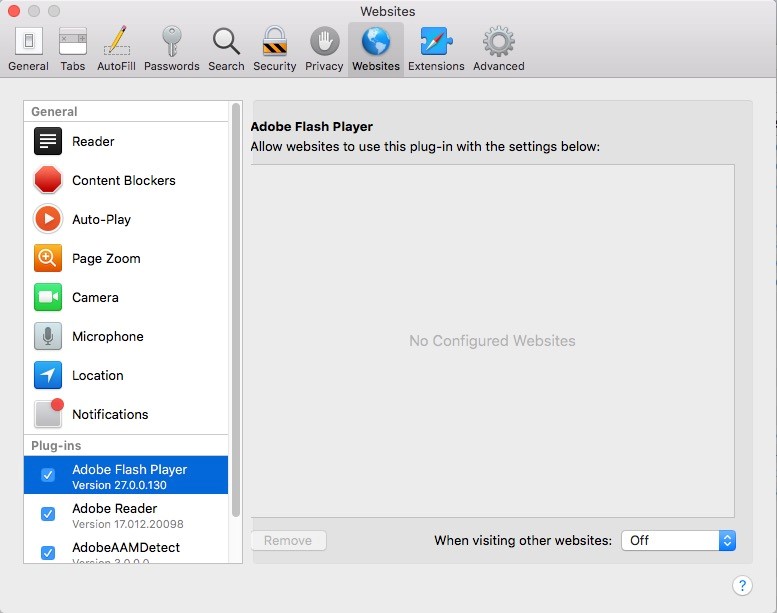 Websites
General Tabs AutoFill Passwords Search Security Privacy Websites Extensions Advanced
General
Reader
Content Blockers
Auto-Play
Page Zoom
Camera
Microphone
Location
Notifications
Plug-ins
Adobe Flash Player
Version 27.0.0.130
Adobe Reader
Version 17.012.20098
AdobeAAMDetect
Version 3.0.0.0
Adobe Flash Player
Allow websites to use this plug-in with the settings below:
No Configured Websites
Remove
When visiting other websites: Off
?